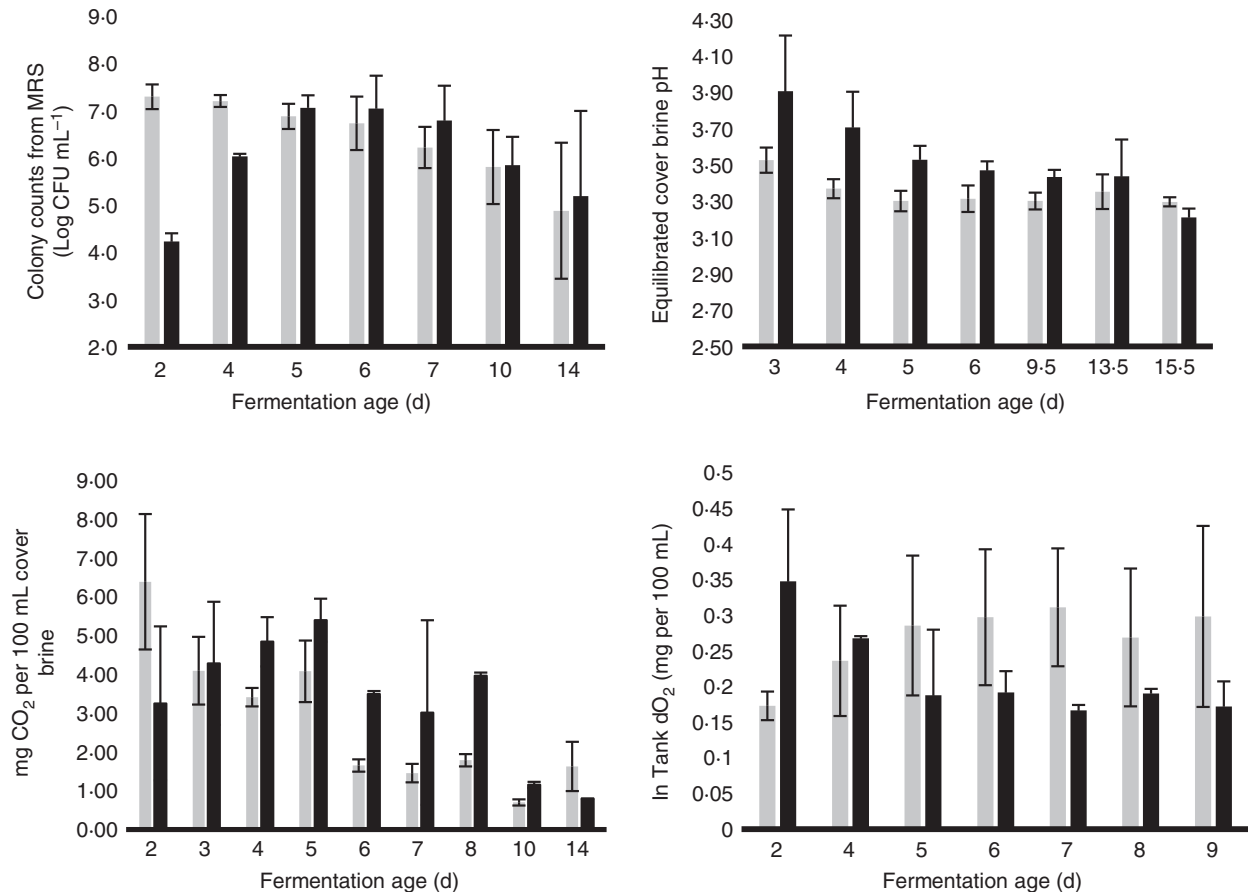 Colony counts from MRS
(Log CFU mL⁻¹)
9·0
8·0
7·0
6·0
5·0
4·0
3·0
2·0
2 4 5 6 7 10 14
Fermentation age (d)
Equilibrated cover brine pH
4·30
4·10
3·90
3·70
3·50
3·30
3·10
2·90
2·70
2·50
3 4 5 6 9·5 13·5 15·5
Fermentation age (d)
mg CO₂ per 100 mL cover
brine
9·00
8·00
7·00
6·00
5·00
4·00
3·00
2·00
1·00
0·00
2 3 4 5 6 7 8 10 14
Fermentation age (d)
In Tank dO₂ (mg per 100 mL)
0·5
0·45
0·4
0·35
0·3
0·25
0·2
0·15
0·1
0·05
0
2 4 5 6 7 8 9
Fermentation age (d)